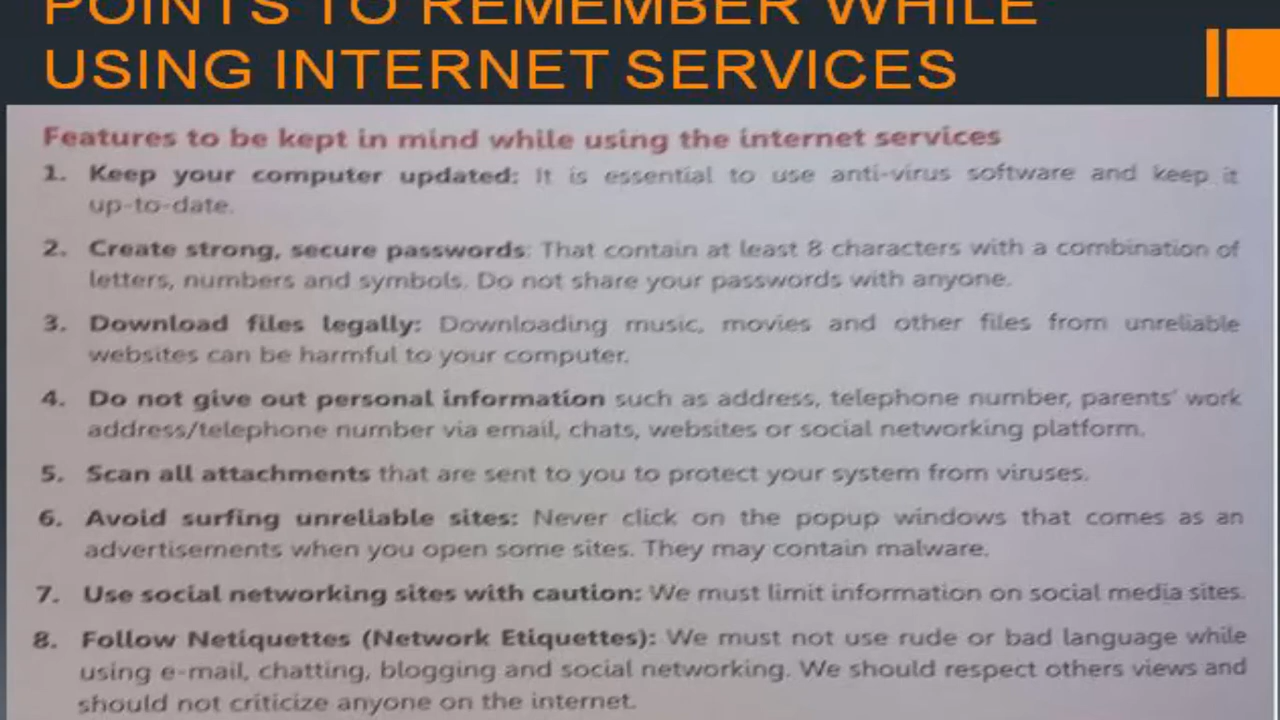 POINTS TO REMEMBER WHILE
USING INTERNET SERVICES
Features to be kept in mind while using the internet services
1. Keep your computer updated: It is essential to use anti-virus software and keep it
up-to-date.
2. Create strong, secure passwords: That contain at least 8 characters with a combination of
letters, numbers and symbols. Do not share your passwords with anyone.
3. Download files legally: Downloading music, movies and other files from unreliable
websites can be harmful to your computer.
4. Do not give out personal information such as address, telephone number, parents' work
address/telephone number via email, chats, websites or social networking platform.
5. Scan all attachments that are sent to you to protect your system from viruses.
6. Avoid surfing unreliable sites: Never click on the popup windows that comes as an
advertisements when you open some sites. They may contain malware.
7. Use social networking sites with caution: We must limit information on social media sites.
8. Follow Netiquettes (Network Etiquettes): We must not use rude or bad language while
using e-mail, chatting, blogging and social networking. We should respect others views and
should not criticize anyone on the internet.